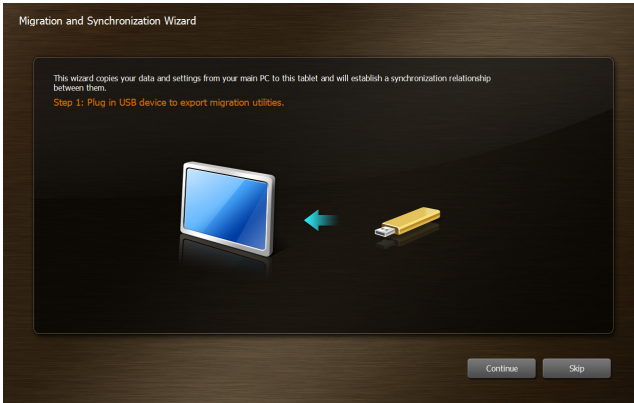 Migration and Synchronization Wizard
This wizard copies your data and settings from your main PC to this tablet and will establish a synchronization relationship
between them.
Step 1: Plug in USB device to export migration utilities.
Continue
Skip